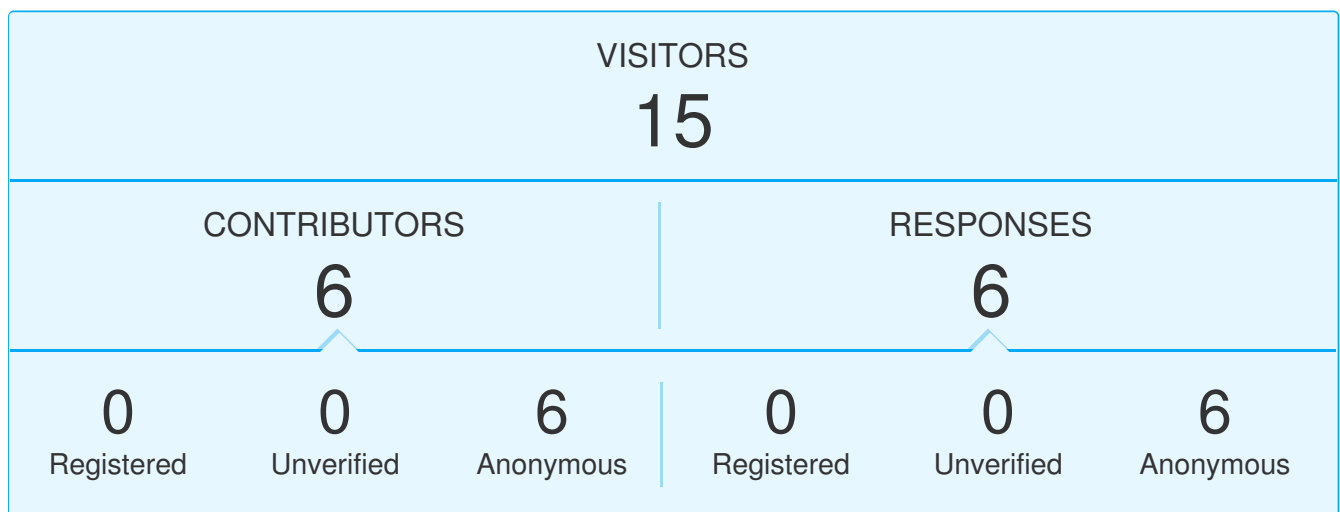 VISITORS
15
CONTRIBUTORS RESPONSES
6 6
0 0 6 0 0 6
Registered Unverified Anonymous Registered Unverified Anonymous